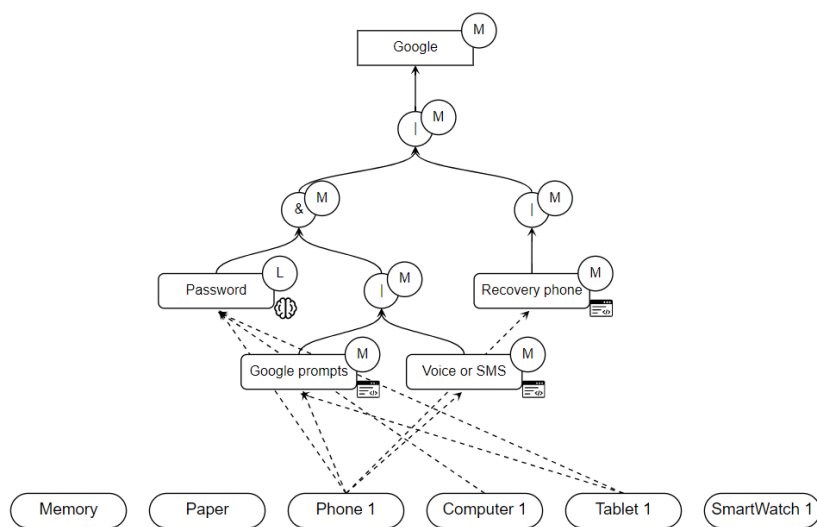 M
Google
M
|
M
&
M
|
L
Password
M
|
M
Recovery phone
M
Google prompts
M
Voice or SMS
Memory
Paper
Phone 1
Computer 1
Tablet 1
SmartWatch 1